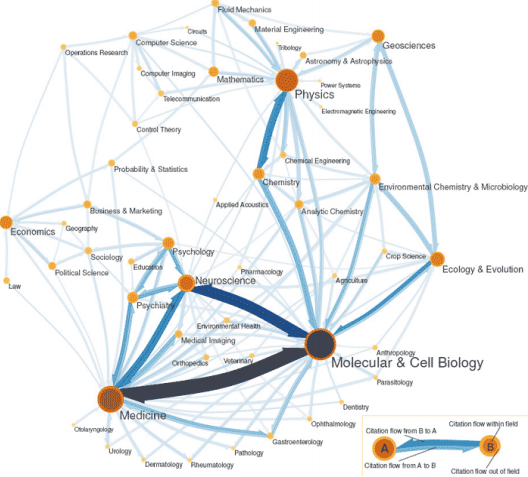 Fluid Mechanics
Circuits
Material Engineering
Computer Science
Geosciences
Tribology
Operations Research
Astronomy & Astrophysics
Computer Imaging
Mathematics
Power Systems
Physics
Telecommunication
Electromagnetic Engineering
Control Theory
Chemical Engineering
Probability & Statistics
Chemistry
Environmental Chemistry & Microbiology
Applied Acoustics
Analytic Chemistry
Business & Marketing
Economics
Geography
Psychology
Sociology
Crop Science
Education
Pharmacology
Ecology & Evolution
Political Science
Neuroscience
Agriculture
Law
Psychiatry
Environmental Health
Medical Imaging
Anthropology
Orthopedics
Veterinary
Molecular & Cell Biology
Parasitology
Dentistry
Medicine
Ophthalmology
Otolaryngology
Gastroenterology
Urology
Pathology
Dermatology
Rheumatology
Citation flow from B to A
Citation flow within field
A
B
Citation flow from A to B
Citation flow out of field